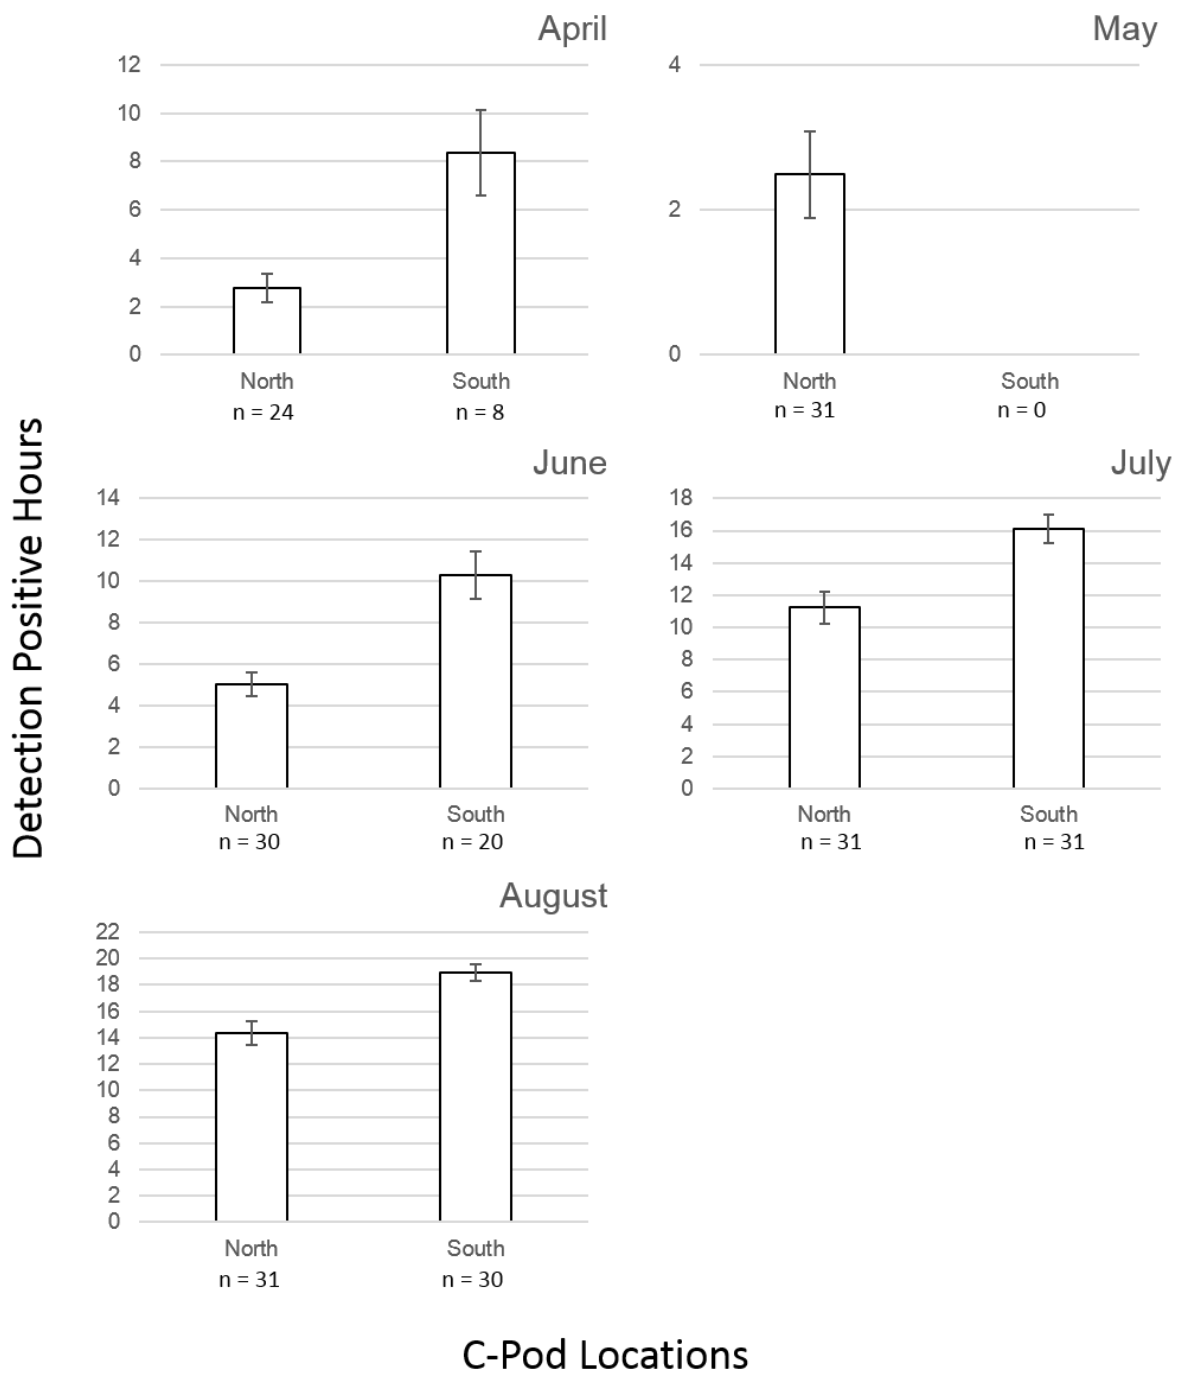 April
12
10
8
6
4
2
0
North South
n = 24 n = 8
May
4
2
0
North South
n = 31 n = 0
Detection Positive Hours
June
14
12
10
8
6
4
2
0
North South
n = 30 n = 20
July
18
16
14
12
10
8
6
4
2
0
North South
n = 31 n = 31
August
22
20
18
16
14
12
10
8
6
4
2
0
North South
n = 31 n = 30
C-Pod Locations